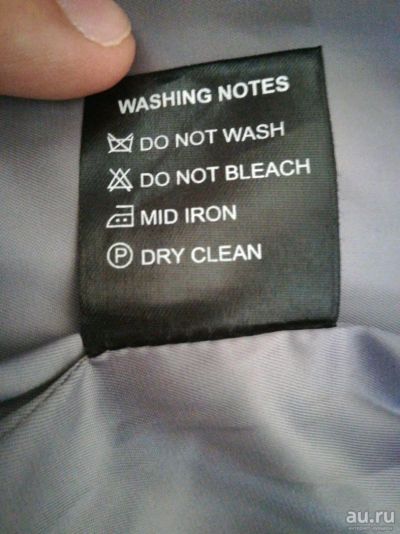 WASHING NOTES
DO NOT WASH
DO NOT BLEACH
MID IRON
P DRY CLEAN
au.ru